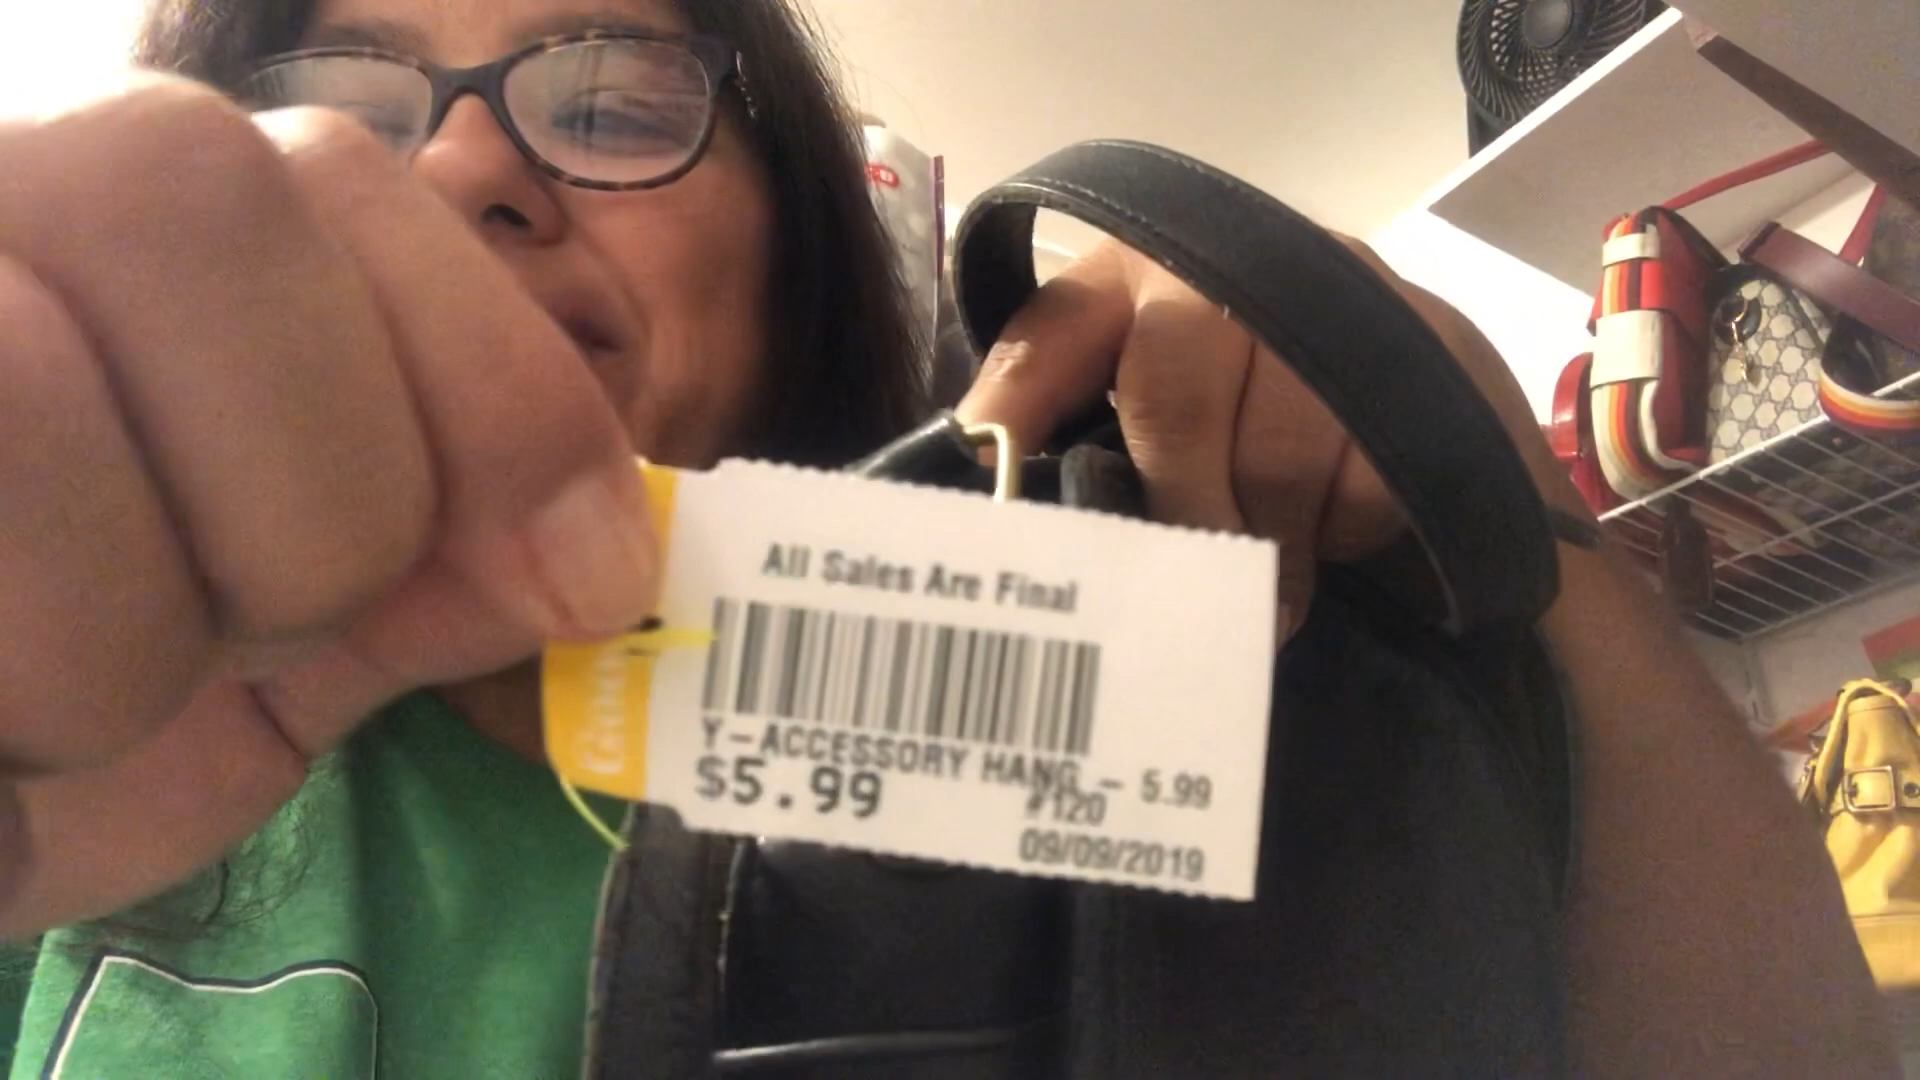 All Sales Are Final
Y-ACCESSORY HANG - 5.99
$5.99 #120
09/09/2019